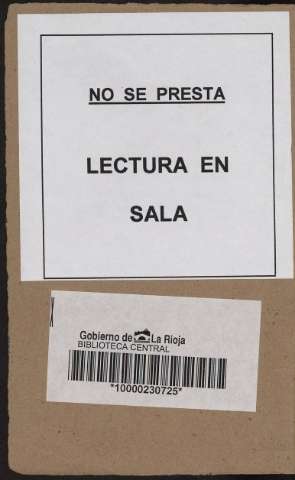 NO SE PRESTA
LECTURA EN
SALA
Gobierno de La Rioja
BIBLIOTECA CENTRAL
*10000230725*